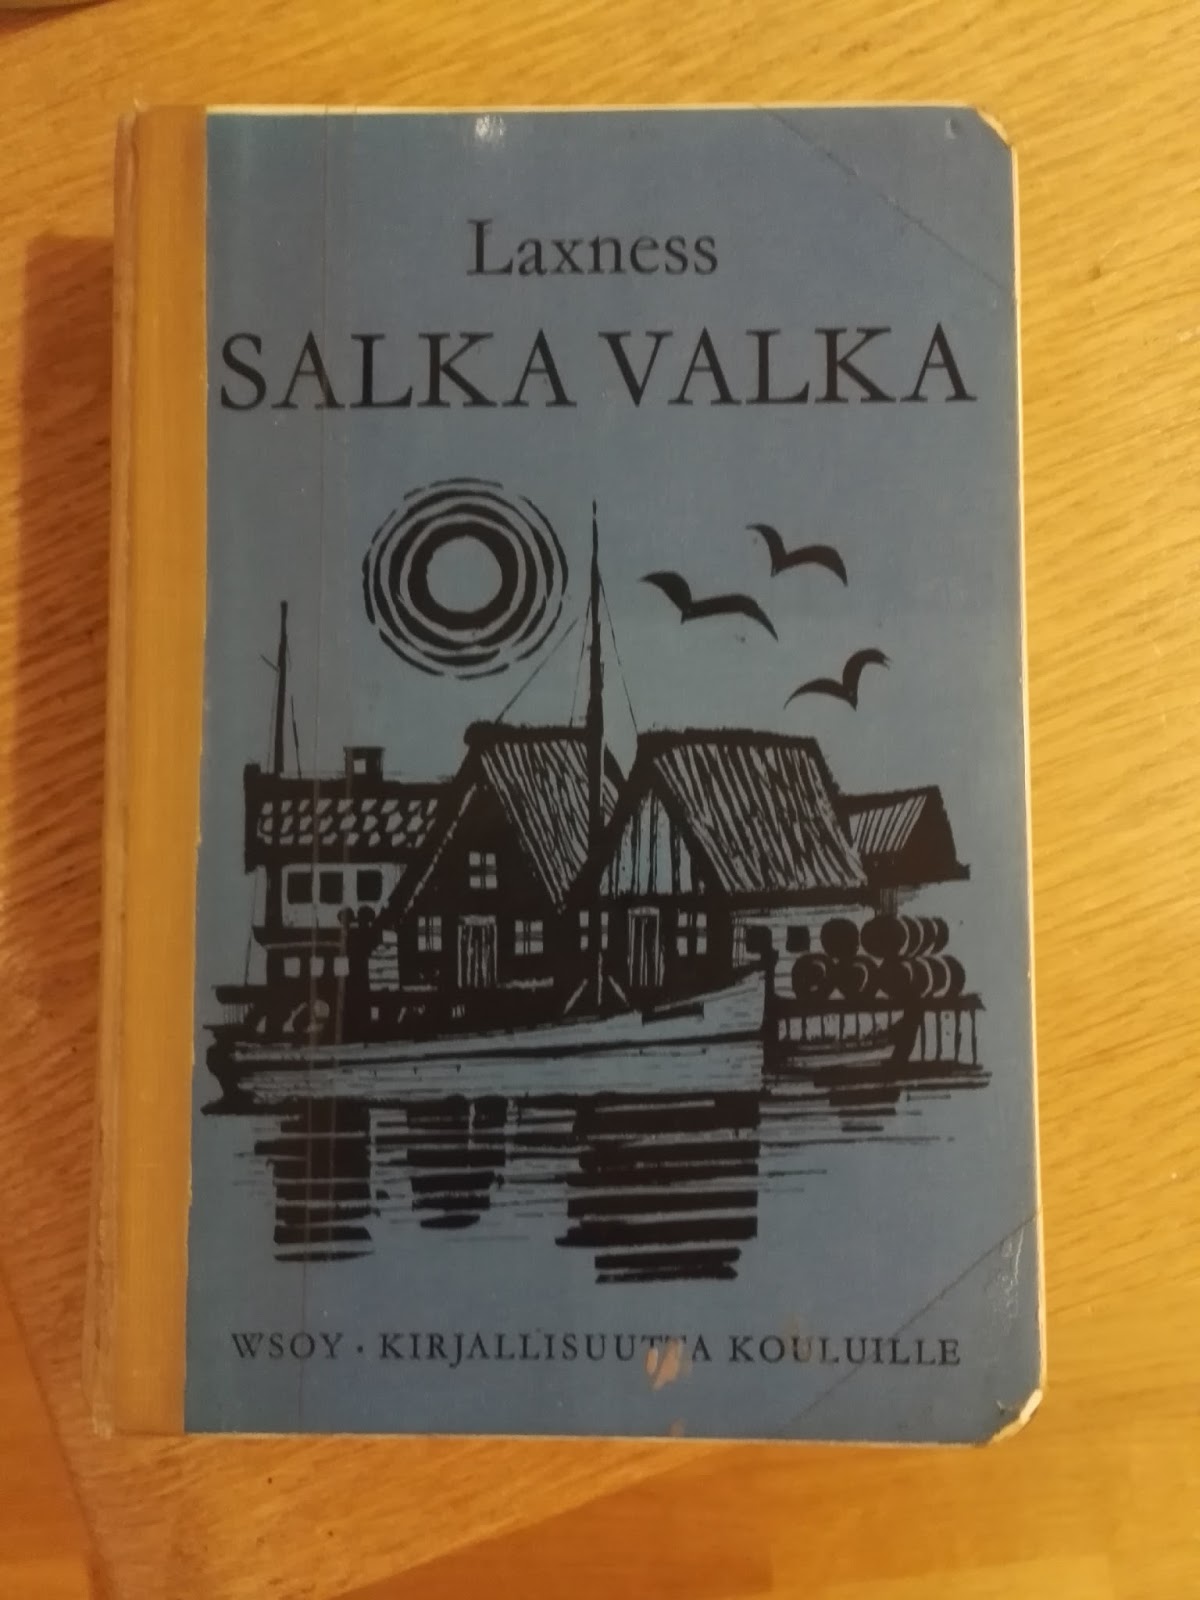 Laxness
SALKA VALKA
WSOY · KIRJALLISUUTTA KOULUILLE